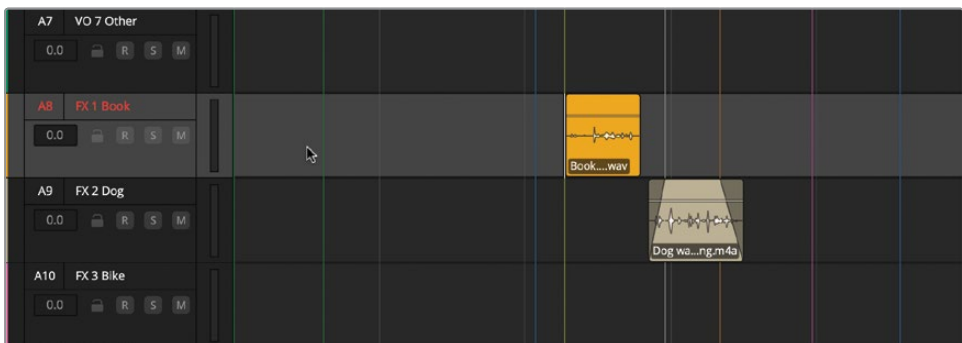 A7 VO 7 Other
0.0 R S M
A8 FX 1 Book
0.0 R S M
Book....wav
A9 FX 2 Dog
0.0 R S M
Dog wa...ng.m4a
A10 FX 3 Bike
0.0 R S M